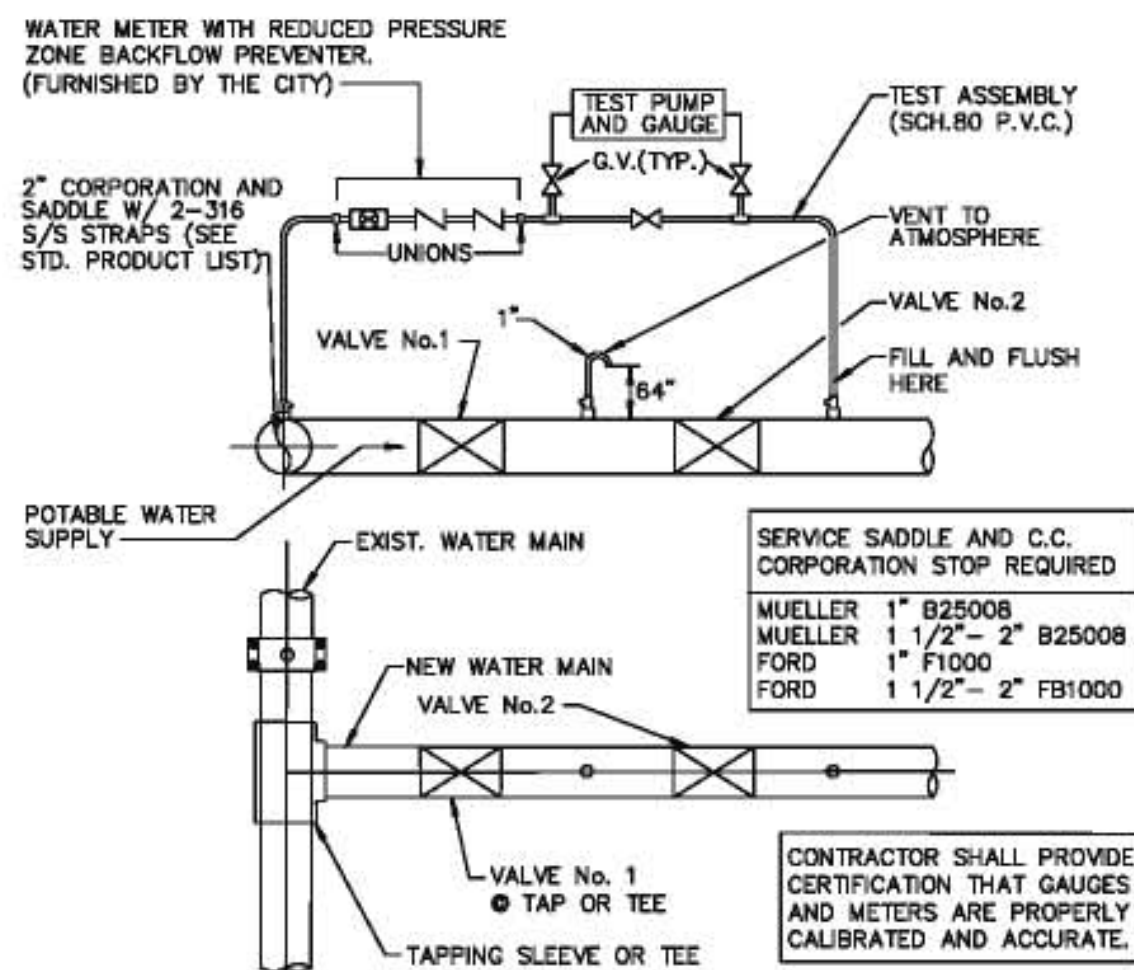 WATER METER WITH REDUCED PRESSURE
ZONE BACKFLOW PREVENTER.
(FURNISHED BY THE CITY)
TEST PUMP
AND GAUGE
TEST ASSEMBLY
(SCH.80 P.V.C.)
G.V.(TYP.)
2" CORPORATION AND
SADDLE W/ 2-316
S/S STRAPS (SEE
STD. PRODUCT LIST)
UNIONS
VENT TO
ATMOSPHERE
VALVE No.1
1"
VALVE No.2
64"
FILL AND FLUSH
HERE
POTABLE WATER
SUPPLY
EXIST. WATER MAIN
SERVICE SADDLE AND C.C.
CORPORATION STOP REQUIRED
MUELLER 1" B25008
MUELLER 1 1/2"- 2" B25008
FORD 1" F1000
FORD 1 1/2"- 2" FB1000
NEW WATER MAIN
VALVE No.2
VALVE No. 1
@ TAP OR TEE
TAPPING SLEEVE OR TEE
CONTRACTOR SHALL PROVIDE
CERTIFICATION THAT GAUGES
AND METERS ARE PROPERLY
CALIBRATED AND ACCURATE.